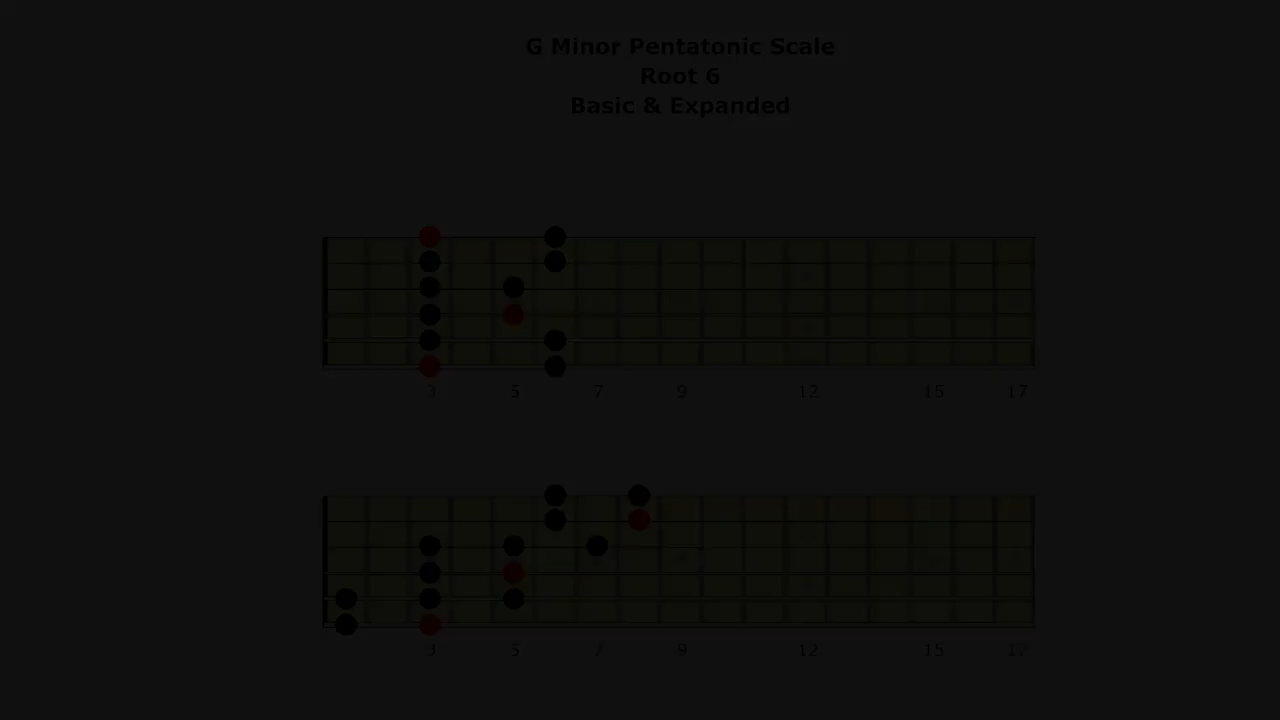 G Minor Pentatonic Scale
Root 6
Basic & Expanded
3 5 7 9 12 15 17
3 5 7 9 12 15 17